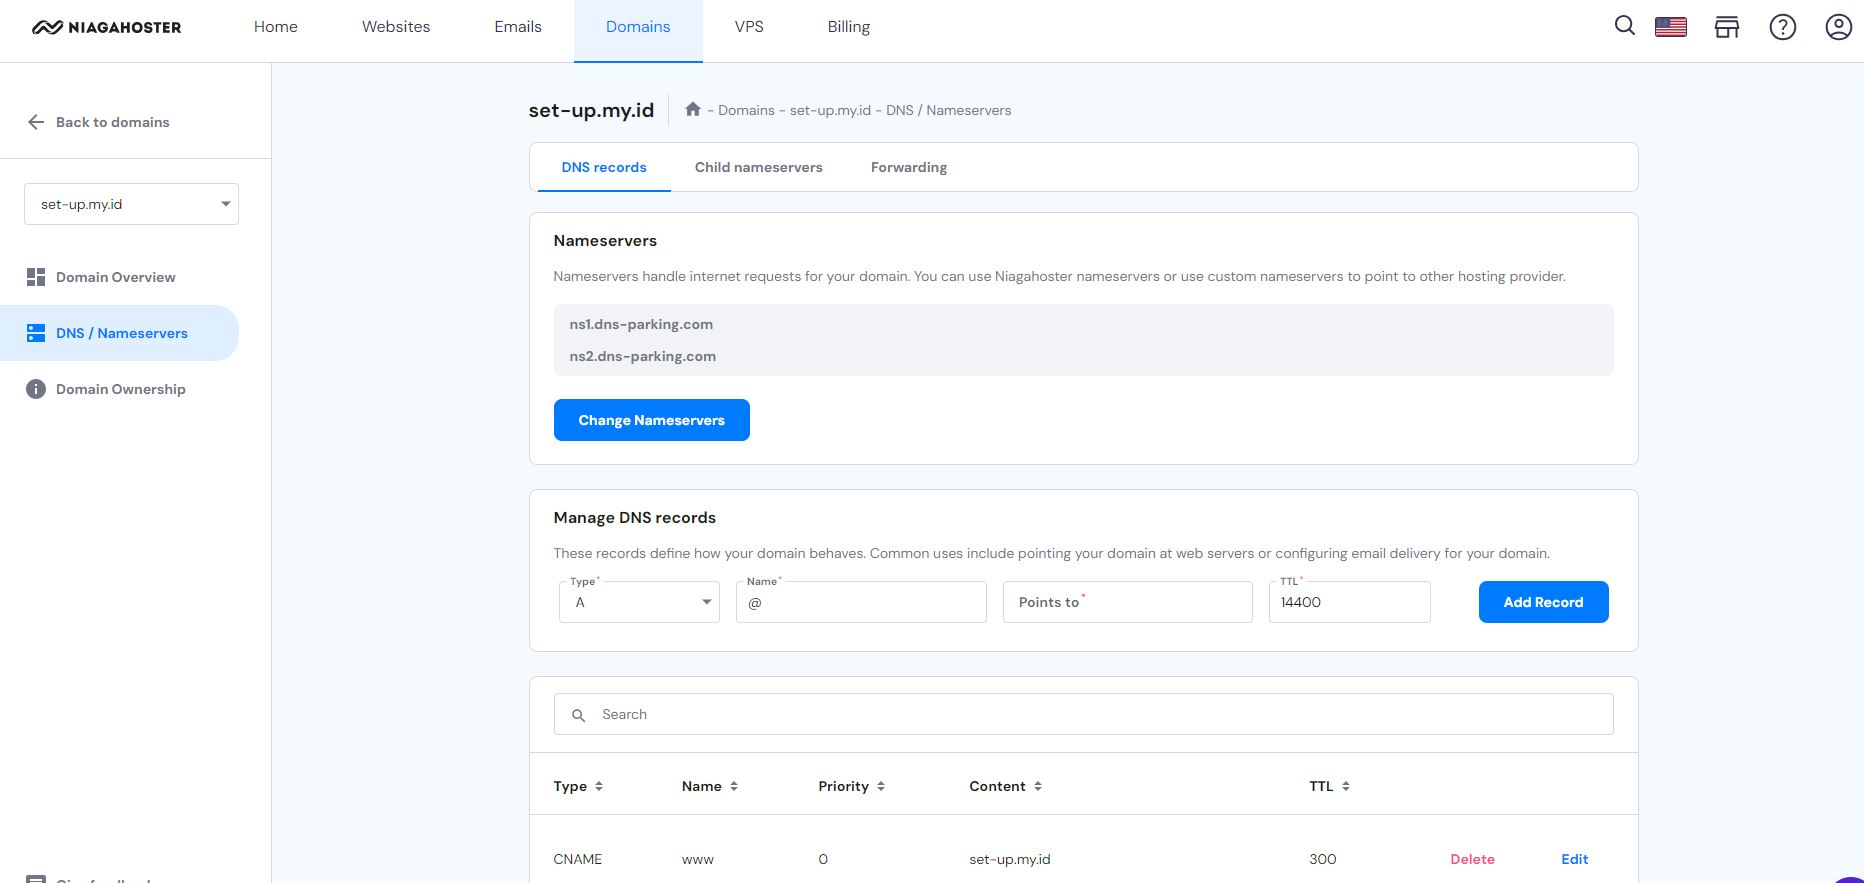 NIAGAHOSTER
Home Websites Emails Domains VPS Billing
Back to domains
set-up.my.id
Domain Overview
DNS / Nameservers
Domain Ownership
set-up.my.id - Domains - set-up.my.id - DNS / Nameservers
DNS records Child nameservers Forwarding
Nameservers
Nameservers handle internet requests for your domain. You can use Niagahoster nameservers or use custom nameservers to point to other hosting provider.
ns1.dns-parking.com
ns2.dns-parking.com
Change Nameservers
Manage DNS records
These records define how your domain behaves. Common uses include pointing your domain at web servers or configuring email delivery for your domain.
Type* Name* TTL*
A @ Points to* 14400 Add Record
Search
Type Name Priority Content TTL
CNAME www 0 set-up.my.id 300 Delete Edit